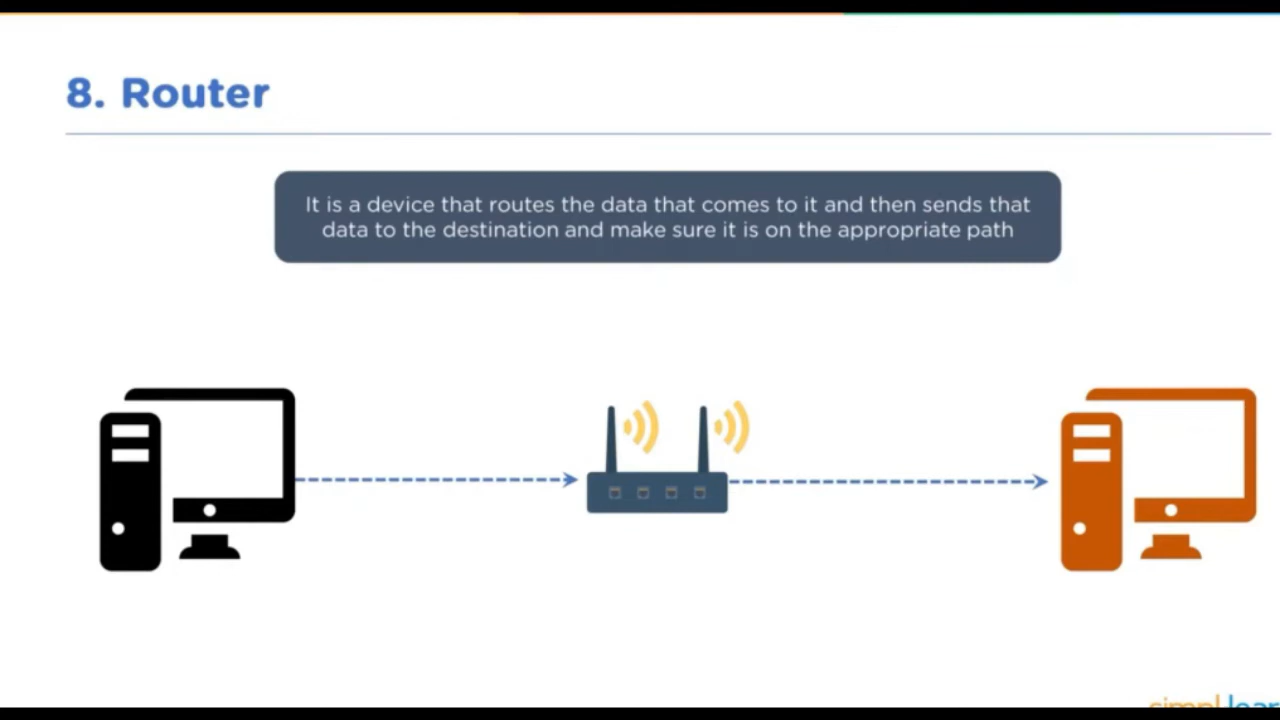 8. Router
It is a device that routes the data that comes to it and then sends that
data to the destination and make sure it is on the appropriate path